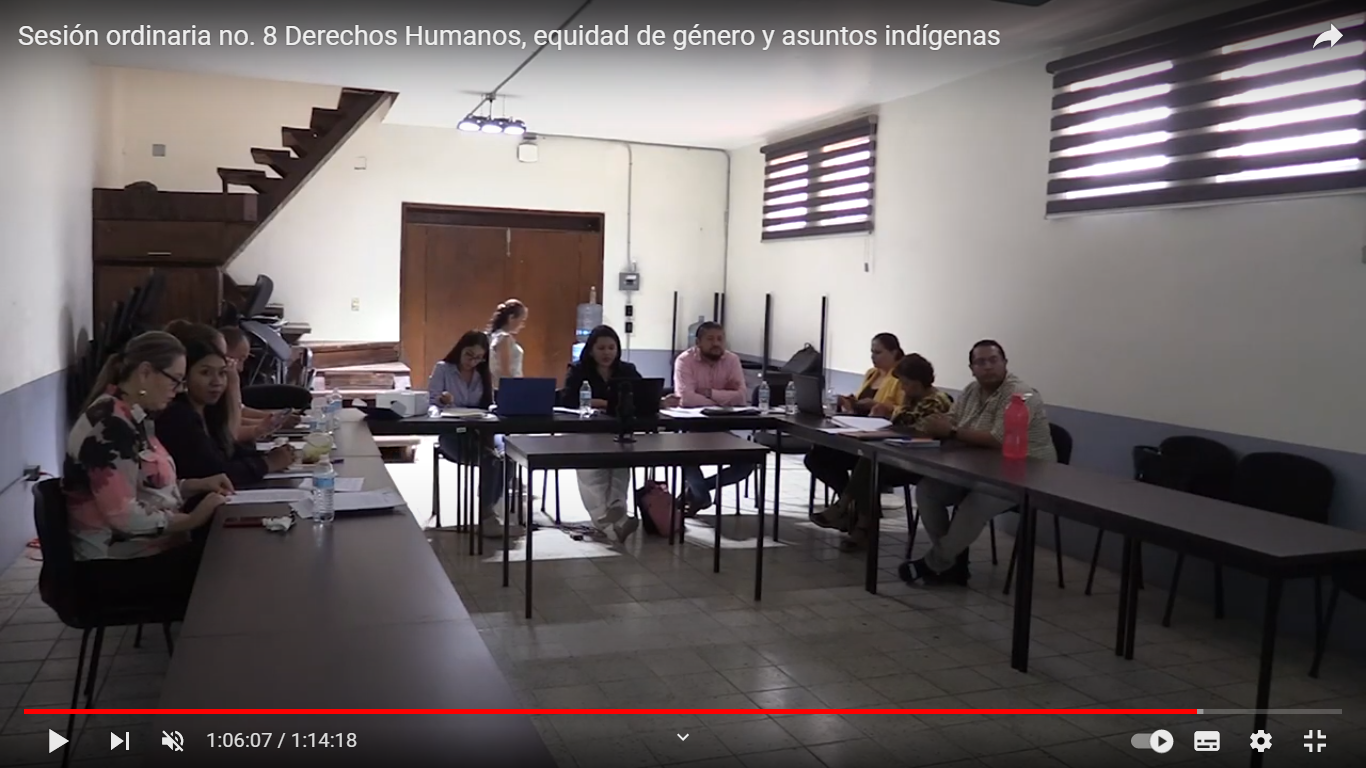 Sesión ordinaria no. 8 Derechos Humanos, equidad de género y asuntos indígenas
1:06:07 / 1:14:18